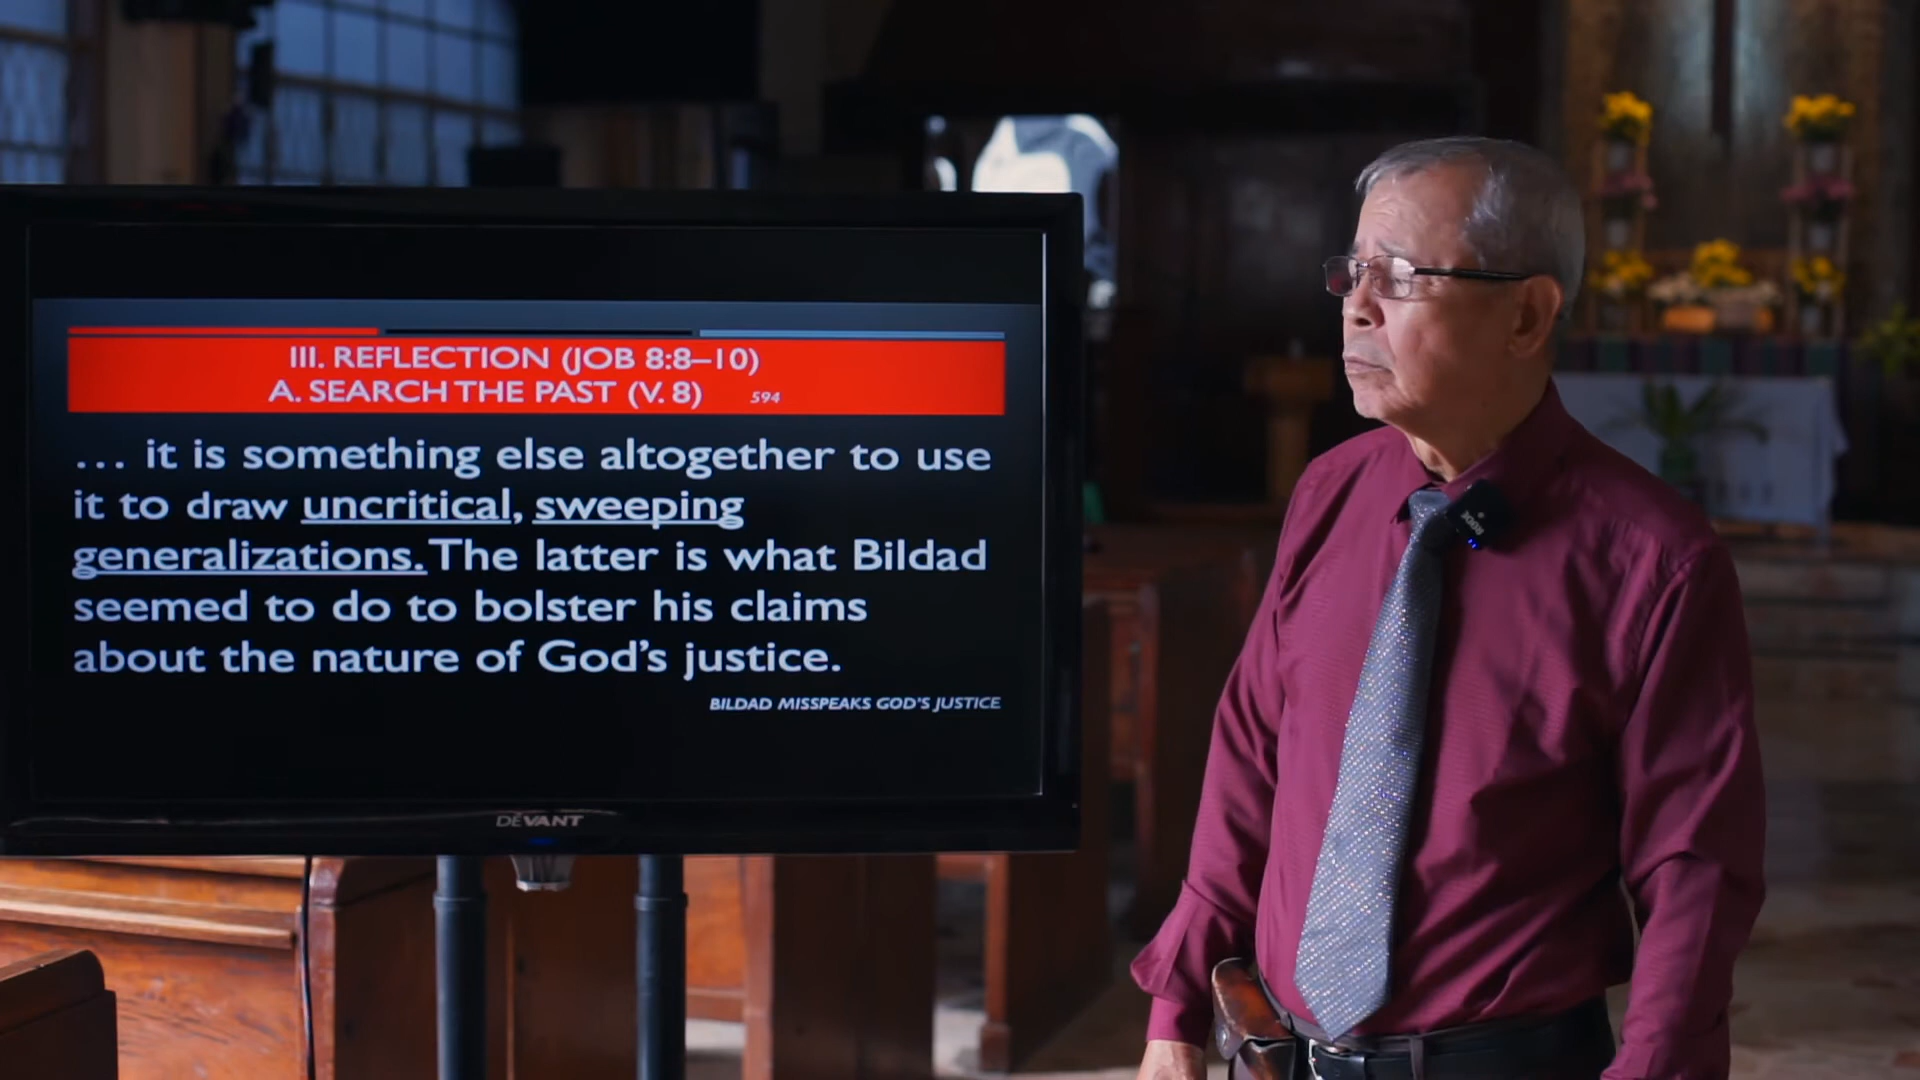 III. REFLECTION (JOB 8:8–10)
A. SEARCH THE PAST (V. 8) 594
... it is something else altogether to use
it to draw uncritical, sweeping
generalizations. The latter is what Bildad
seemed to do to bolster his claims
about the nature of God's justice.
BILDAD MISSPEAKS GOD'S JUSTICE
DEVANT
RODE